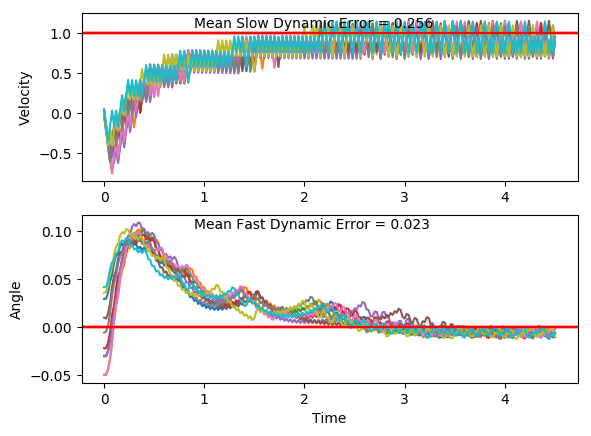 Mean Slow Dynamic Error = 0.256
1.0
0.5
0.0
−0.5
Velocity
0 1 2 3 4
Mean Fast Dynamic Error = 0.023
0.10
0.05
0.00
−0.05
Angle
0 1 2 3 4
Time